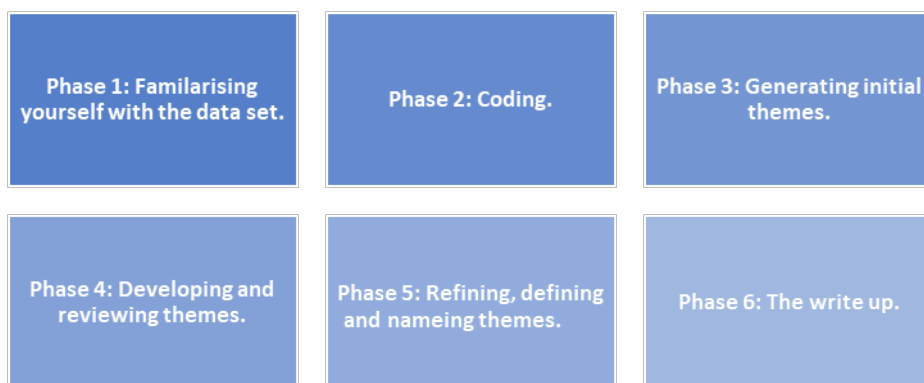 Phase 1: Familarising
yourself with the data set.
Phase 2: Coding.
Phase 3: Generating initial
themes.
Phase 4: Developing and
reviewing themes.
Phase 5: Refining, defining
and nameing themes.
Phase 6: The write up.